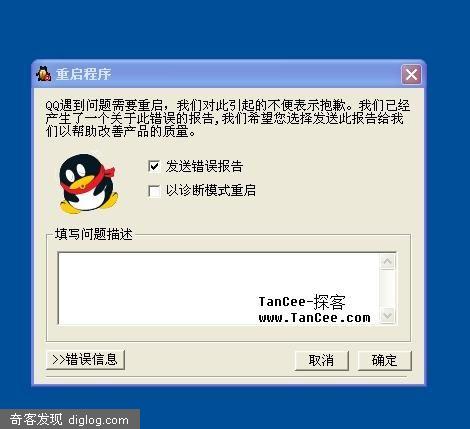 重启程序
QQ遇到问题需要重启，我们对此引起的不便表示抱歉。我们已经
产生了一个关于此错误的报告,我们希望您选择发送此报告给我
们以帮助改善产品的质量。
发送错误报告
以诊断模式重启
填写问题描述
TanCee-探客
www.TanCee.com
>>错误信息
取消
确定
奇客发现 diglog.com